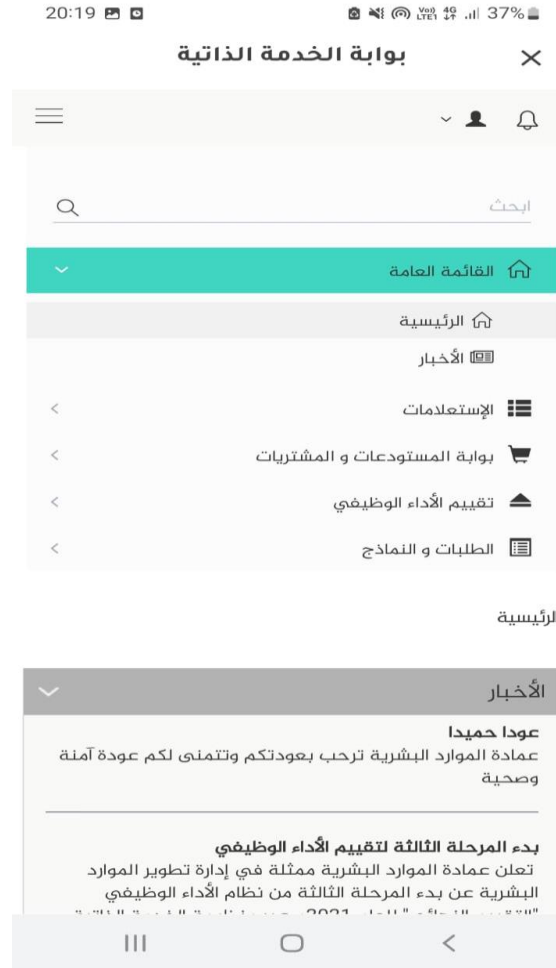 20:19
Vo)) LTE1 4G 37%
بوابة الخدمة الذاتية
ابحث
القائمة العامة
الرئيسية
الأخبار
الإستعلامات
بوابة المستودعات و المشتريات
تقييم الأداء الوظيفي
الطلبات و النماذج
الرئيسية
الأخبار
عودا حميدا
عمادة الموارد البشرية ترحب بعودتكم وتتمنى لكم عودة آمنة
وصحية
بدء المرحلة الثالثة لتقييم الأداء الوظيفي
تعلن عمادة الموارد البشرية ممثلة في إدارة تطوير الموارد
البشرية عن بدء المرحلة الثالثة من نظام الأداء الوظيفي